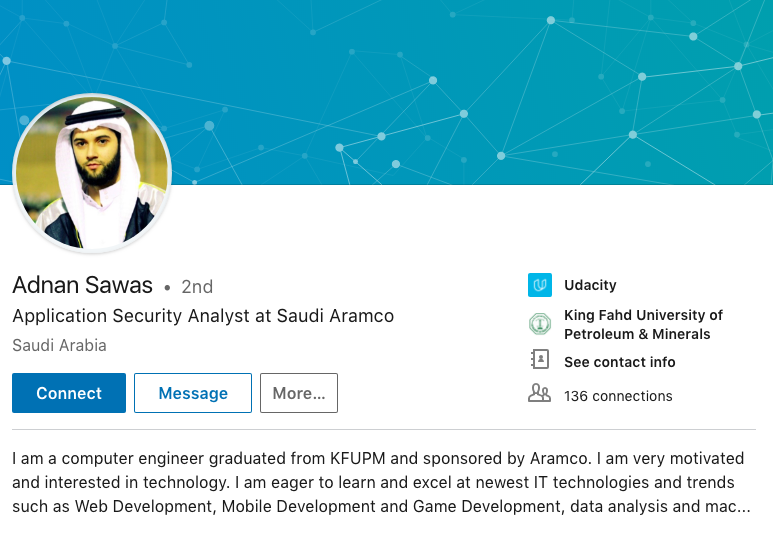 Adnan Sawas • 2nd
Application Security Analyst at Saudi Aramco
Saudi Arabia
Connect
Message
More...
Udacity
King Fahd University of
Petroleum & Minerals
See contact info
136 connections
I am a computer engineer graduated from KFUPM and sponsored by Aramco. I am very motivated
and interested in technology. I am eager to learn and excel at newest IT technologies and trends
such as Web Development, Mobile Development and Game Development, data analysis and mac...